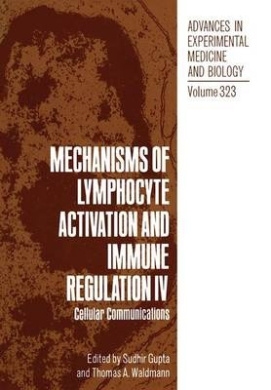 ADVANCES IN
EXPERIMENTAL
MEDICINE
AND BIOLOGY
Volume 323
MECHANISMS OF
LYMPHOCYTE
ACTIVATION AND
IMMUNE
REGULATION IV
Cellular Communications
Edited by Sudhir Gupta
and Thomas A. Waldmann